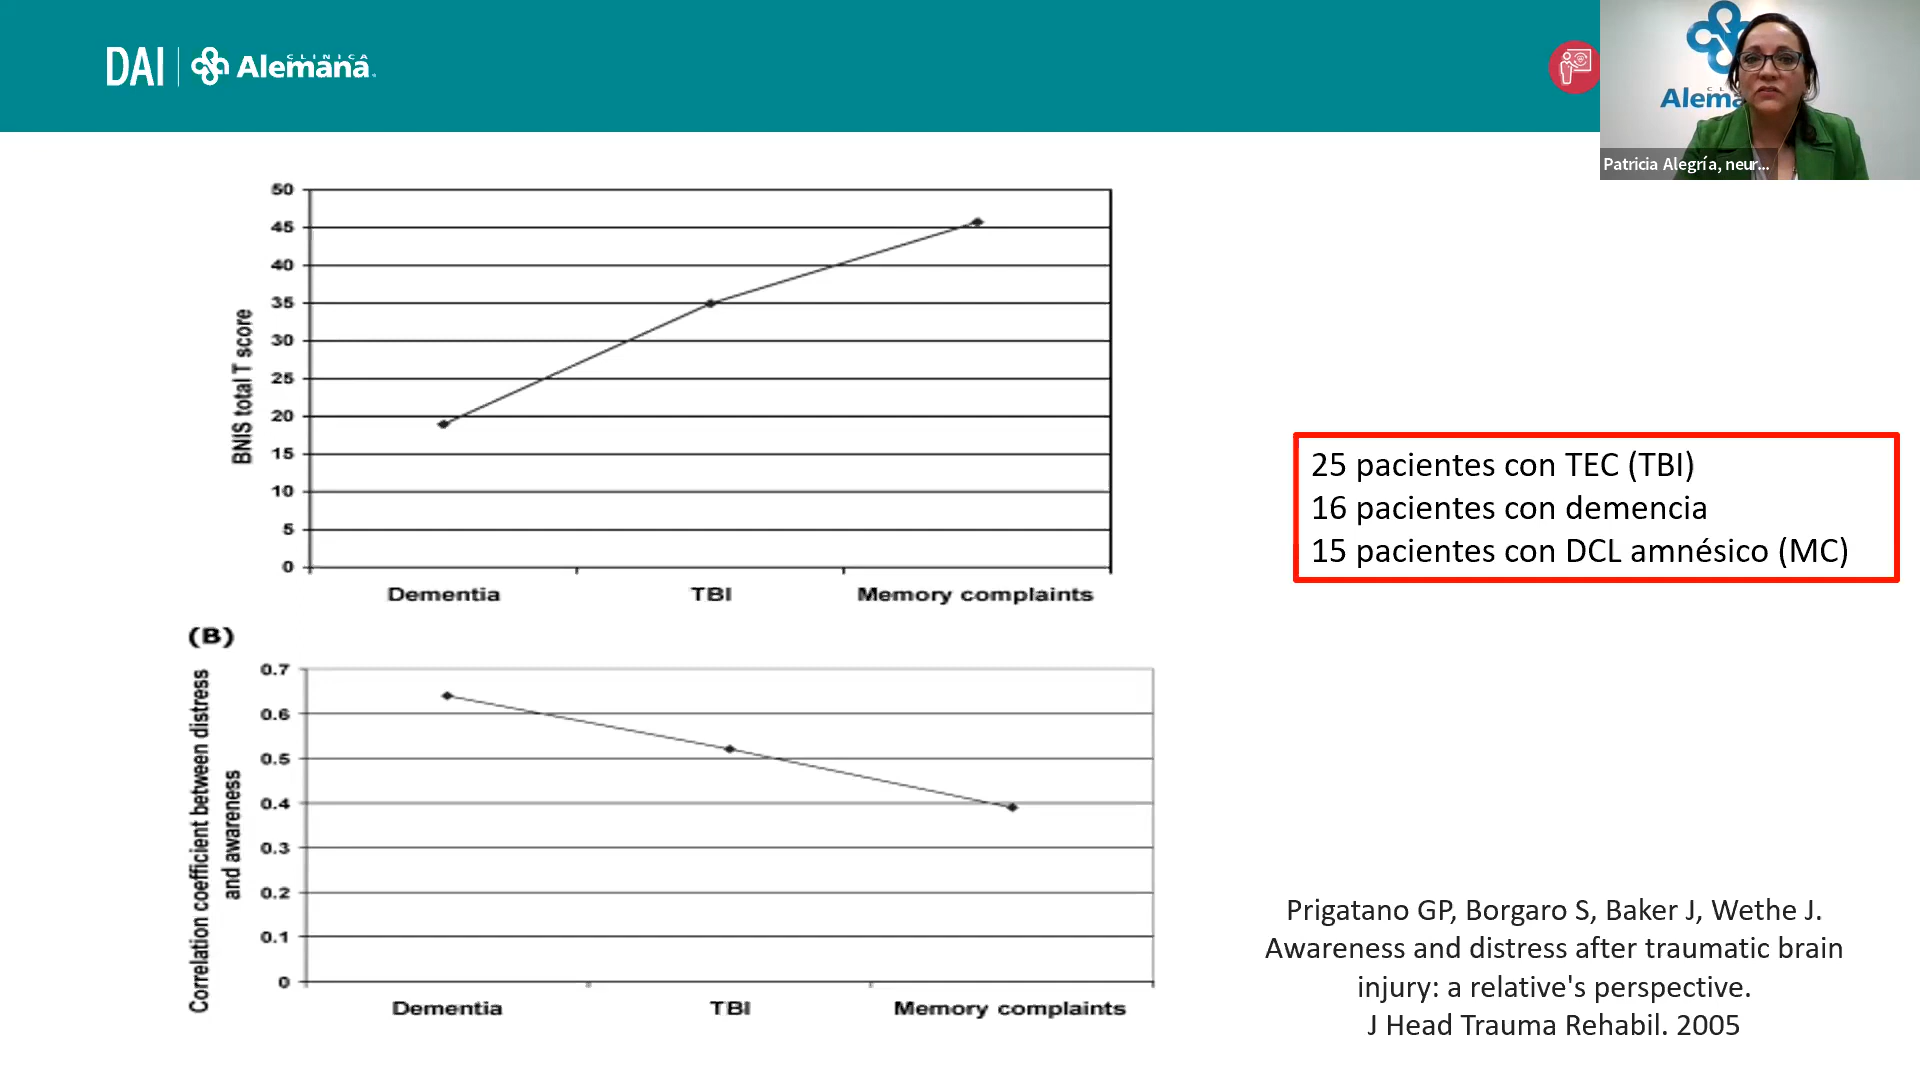 DAI
CLINICA
Alemana
CLINICA
Alema
Patricia Alegría, neur...
50
45
40
35
30
25
20
15
10
5
0
BNIS total T score
Dementia TBI Memory complaints
25 pacientes con TEC (TBI)
16 pacientes con demencia
15 pacientes con DCL amnésico (MC)
(B)
0.7
0.6
0.5
0.4
0.3
0.2
0.1
0
Correlation coefficient between distress
and awareness
Dementia TBI Memory complaints
Prigatano GP, Borgaro S, Baker J, Wethe J.
Awareness and distress after traumatic brain
injury: a relative's perspective.
J Head Trauma Rehabil. 2005